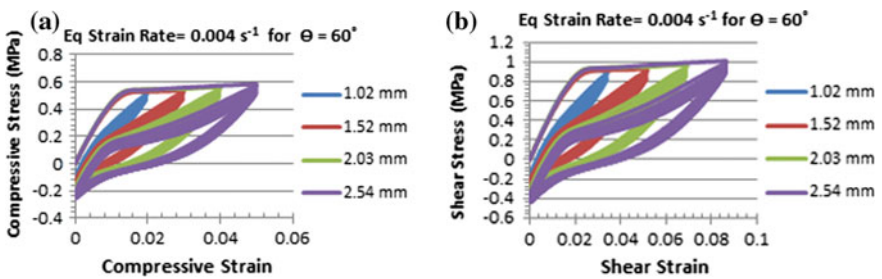 (a)
Eq Strain Rate= 0.004 s⁻¹ for Ө = 60˚
Compressive Stress (MPa)
0.8
0.6
0.4
0.2
0
-0.2
-0.4
0
0.02
0.04
0.06
Compressive Strain
1.02 mm
1.52 mm
2.03 mm
2.54 mm
(b)
Eq Strain Rate= 0.004 s⁻¹ for Ө = 60˚
Shear Stress (MPa)
1.2
1
0.8
0.6
0.4
0.2
0
-0.2
-0.4
-0.6
0
0.02
0.04
0.06
0.08
0.1
Shear Strain
1.02 mm
1.52 mm
2.03 mm
2.54 mm